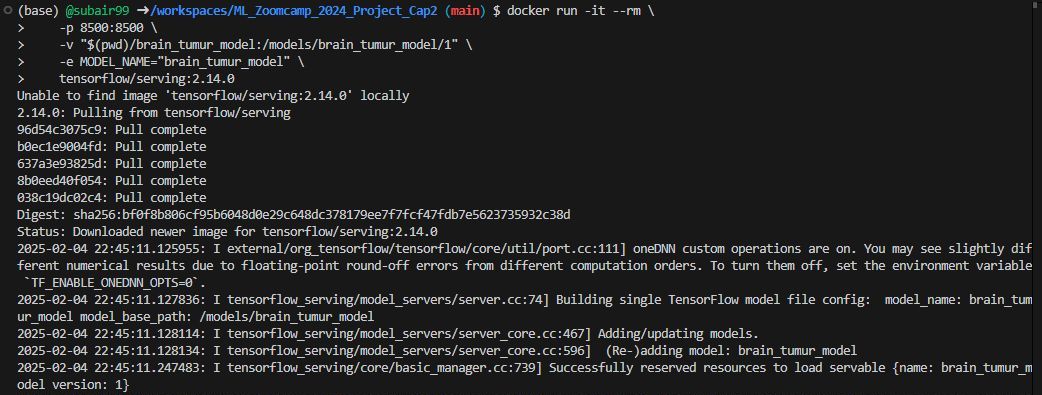 (base) @subair99 ➜/workspaces/ML_Zoomcamp_2024_Project_Cap2 (main) $ docker run -it --rm \
>     -p 8500:8500 \
>     -v "$(pwd)/brain_tumur_model:/models/brain_tumur_model/1" \
>     -e MODEL_NAME="brain_tumur_model" \
>     tensorflow/serving:2.14.0
Unable to find image 'tensorflow/serving:2.14.0' locally
2.14.0: Pulling from tensorflow/serving
96d54c3075c9: Pull complete
b0ec1e9004fd: Pull complete
637a3e93825d: Pull complete
8b0eed40f054: Pull complete
038c19dc02c4: Pull complete
Digest: sha256:bf0f8b806cf95b6048d0e29c648dc378179ee7f7fcf47fdb7e5623735932c38d
Status: Downloaded newer image for tensorflow/serving:2.14.0
2025-02-04 22:45:11.125955: I external/org_tensorflow/tensorflow/core/util/port.cc:111] oneDNN custom operations are on. You may see slightly dif
ferent numerical results due to floating-point round-off errors from different computation orders. To turn them off, set the environment variable
 `TF_ENABLE_ONEDNN_OPTS=0`.
2025-02-04 22:45:11.127836: I tensorflow_serving/model_servers/server.cc:74] Building single TensorFlow model file config:  model_name: brain_tum
ur_model model_base_path: /models/brain_tumur_model
2025-02-04 22:45:11.128114: I tensorflow_serving/model_servers/server_core.cc:467] Adding/updating models.
2025-02-04 22:45:11.128134: I tensorflow_serving/model_servers/server_core.cc:596]  (Re-)adding model: brain_tumur_model
2025-02-04 22:45:11.247483: I tensorflow_serving/core/basic_manager.cc:739] Successfully reserved resources to load servable {name: brain_tumur_m
odel version: 1}